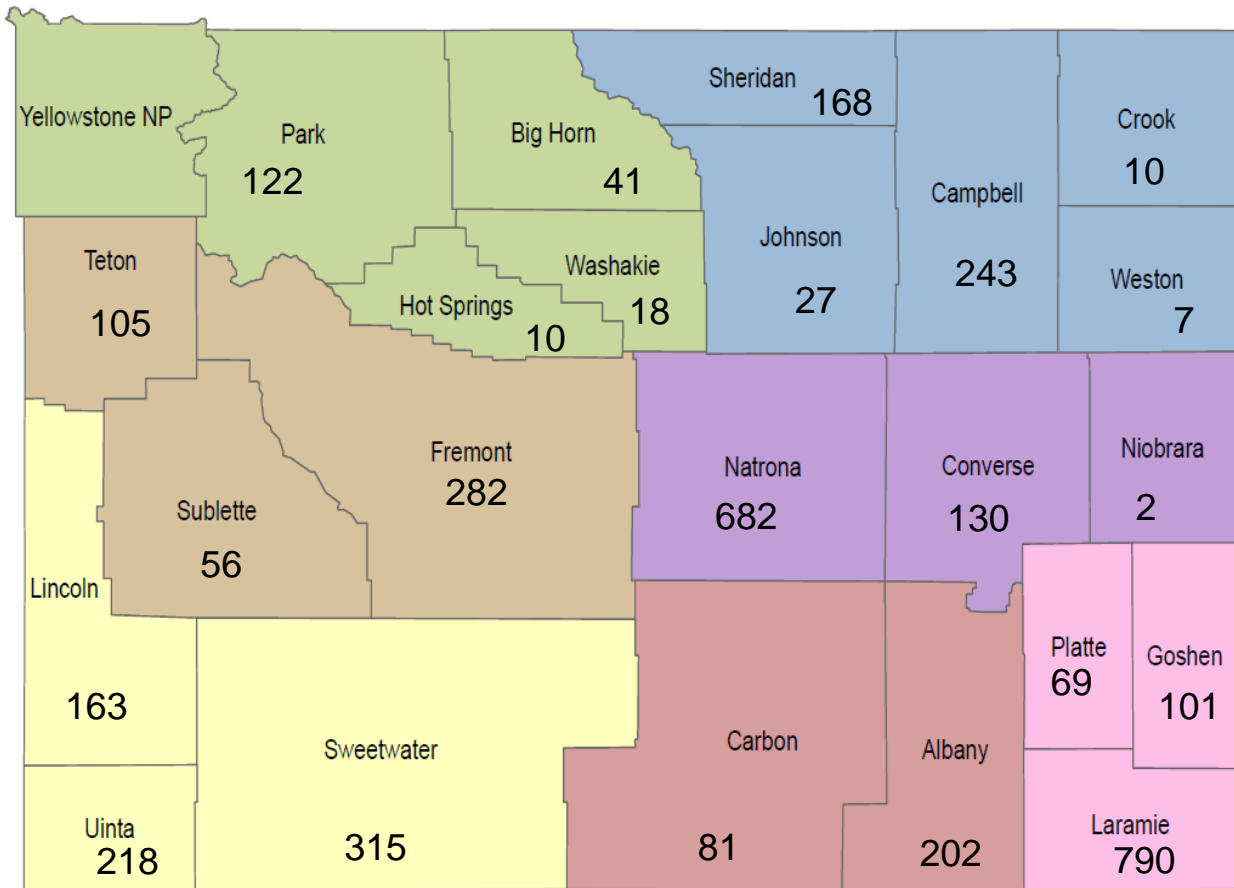 Yellowstone NP
Park
122
Big Horn
41
Sheridan
168
Crook
10
Campbell
243
Johnson
27
Weston
7
Teton
105
Washakie
18
Hot Springs
10
Fremont
282
Sublette
56
Natrona
682
Converse
130
Niobrara
2
Lincoln
163
Sweetwater
315
Uinta
218
Carbon
81
Albany
202
Platte
69
Goshen
101
Laramie
790